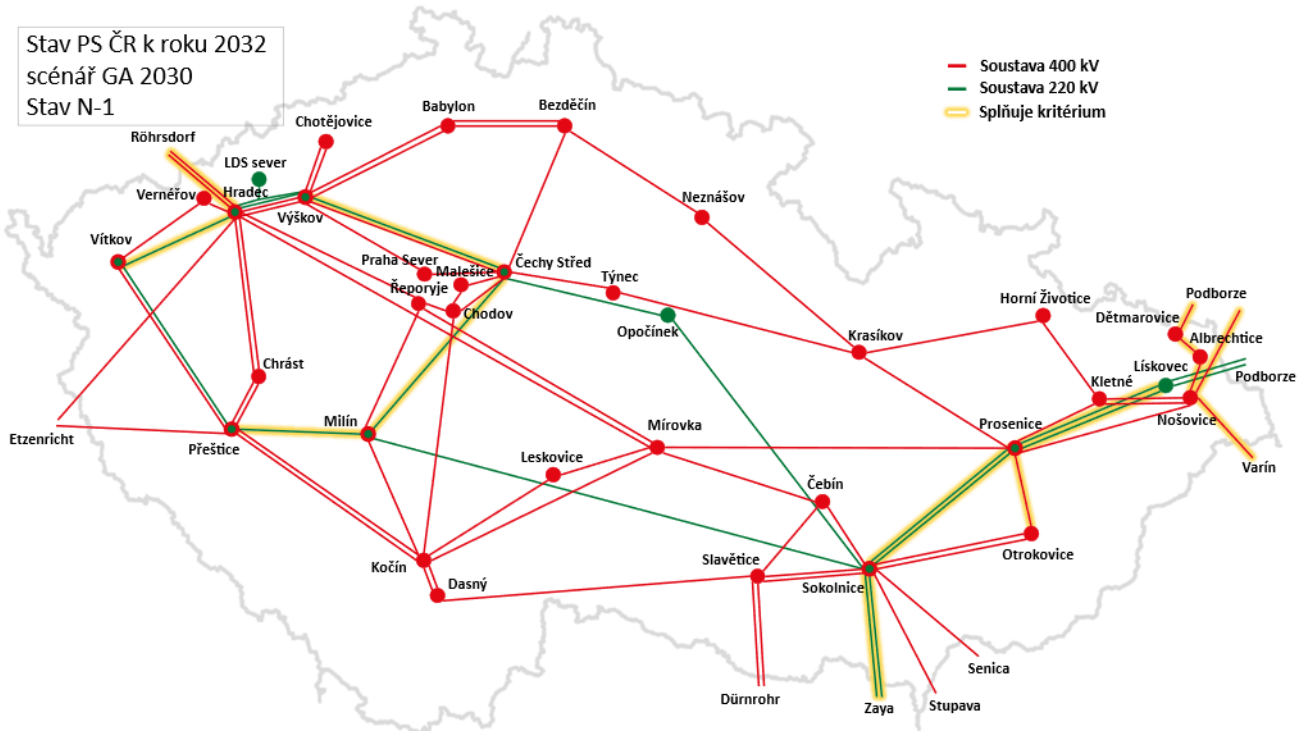 Stav PS ČR k roku 2032
scénář GA 2030
Stav N-1
Soustava 400 kV
Soustava 220 kV
Splňuje kritérium
Babylon
Bezděčín
Chotějovice
Röhrsdorf
LDS sever
Vernéřov
Hradec
Výškov
Neznášov
Vítkov
Praha Sever
Malešice
Čechy Střed
Týnec
Řeporyje
Chodov
Opočínek
Krasíkov
Horní Životice
Podborze
Dětmarovice
Albrechtice
Lískovec
Podborze
Kletné
Nošovice
Chrást
Etzenricht
Přeštice
Milín
Mírovka
Prosenice
Varín
Leskovice
Čebín
Kočín
Dasný
Slavětice
Sokolnice
Otrokovice
Senica
Dürnrohr
Zaya
Stupava